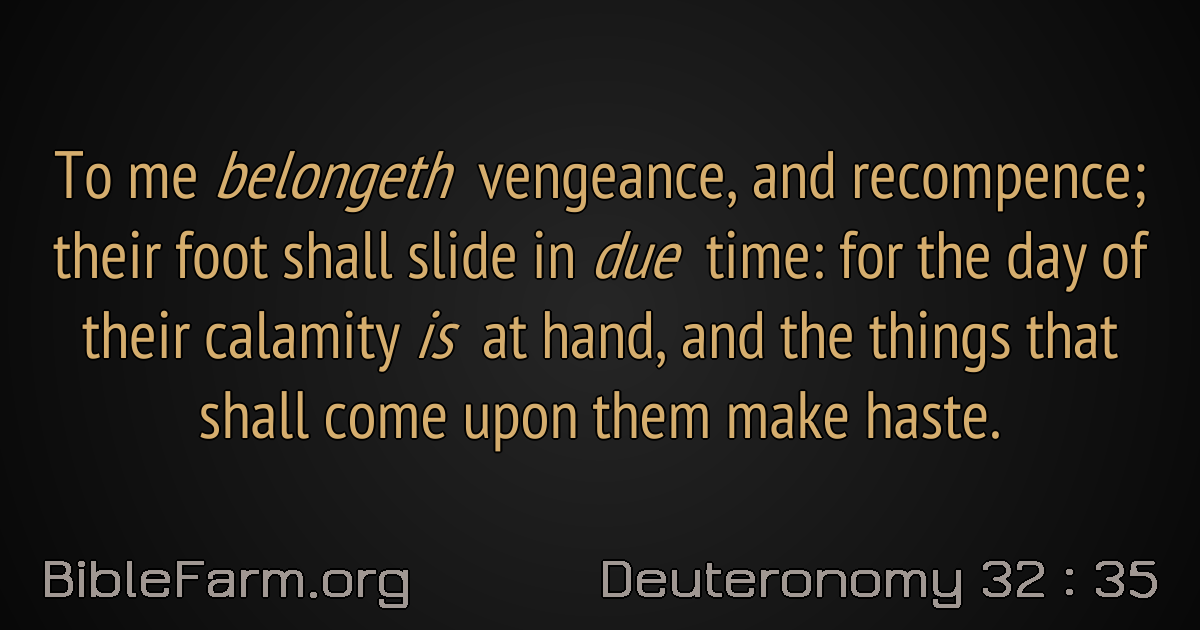 To me belongeth vengeance, and recompence;
their foot shall slide in due time: for the day of
their calamity is at hand, and the things that
shall come upon them make haste.
BibleFarm.org
Deuteronomy 32 : 35